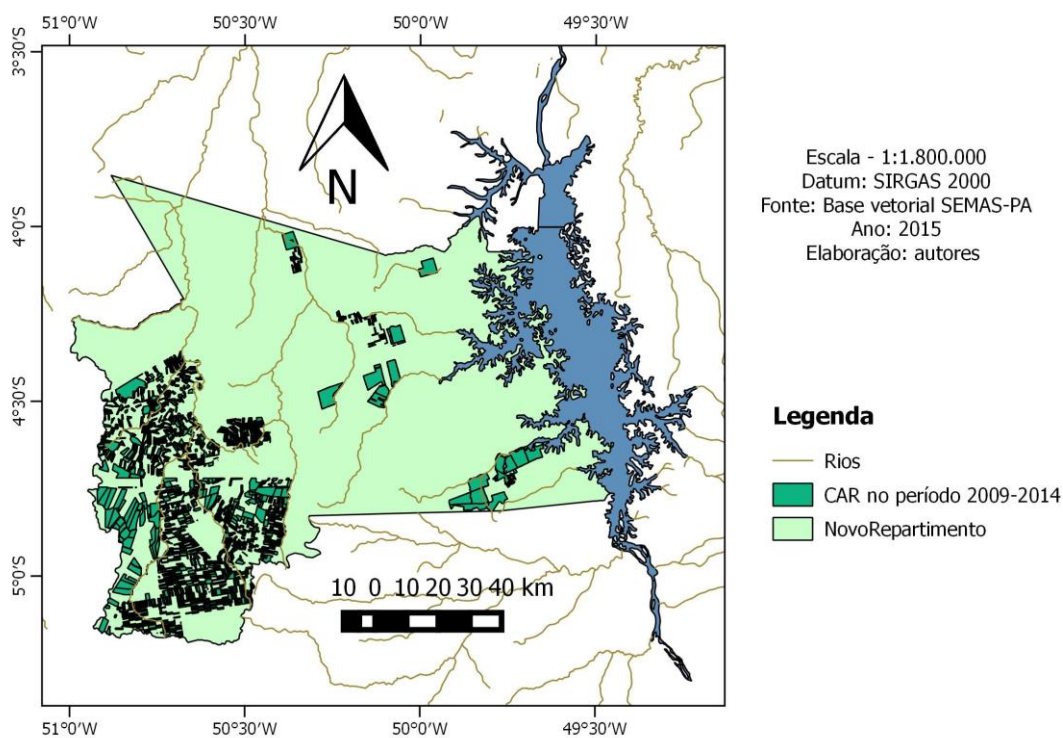 51°0'W 50°30'W 50°0'W 49°30'W
3°30'S
N
4°0'S
4°30'S
5°0'S
10 0 10 20 30 40 km
51°0'W 50°30'W 50°0'W 49°30'W
Escala - 1:1.800.000
Datum: SIRGAS 2000
Fonte: Base vetorial SEMAS-PA
Ano: 2015
Elaboração: autores
Legenda
Rios
CAR no período 2009-2014
NovoRepartimento